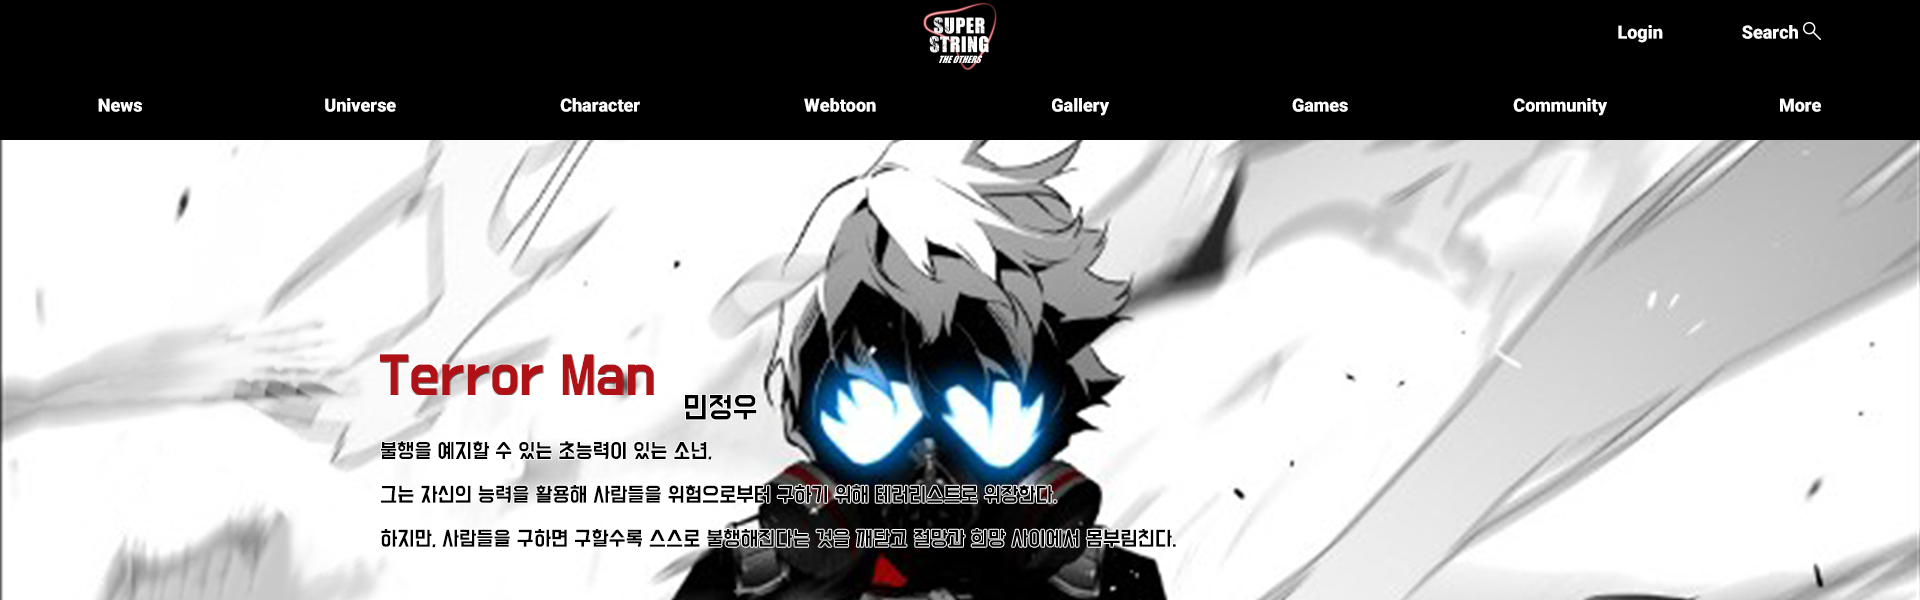 SUPER
STRING
THE OTHERS
Login
Search
News
Universe
Character
Webtoon
Gallery
Games
Community
More
Terror Man
민정우
불행을 예지할 수 있는 초능력이 있는 소년.
그는 자신의 능력을 활용해 사람들을 위험으로부터 구하기 위해 테러리스트로 위장한다.
하지만, 사람들을 구하면 구할수록 스스로 불행해진다는 것을 깨닫고 절망과 희망 사이에서 몸부림친다.